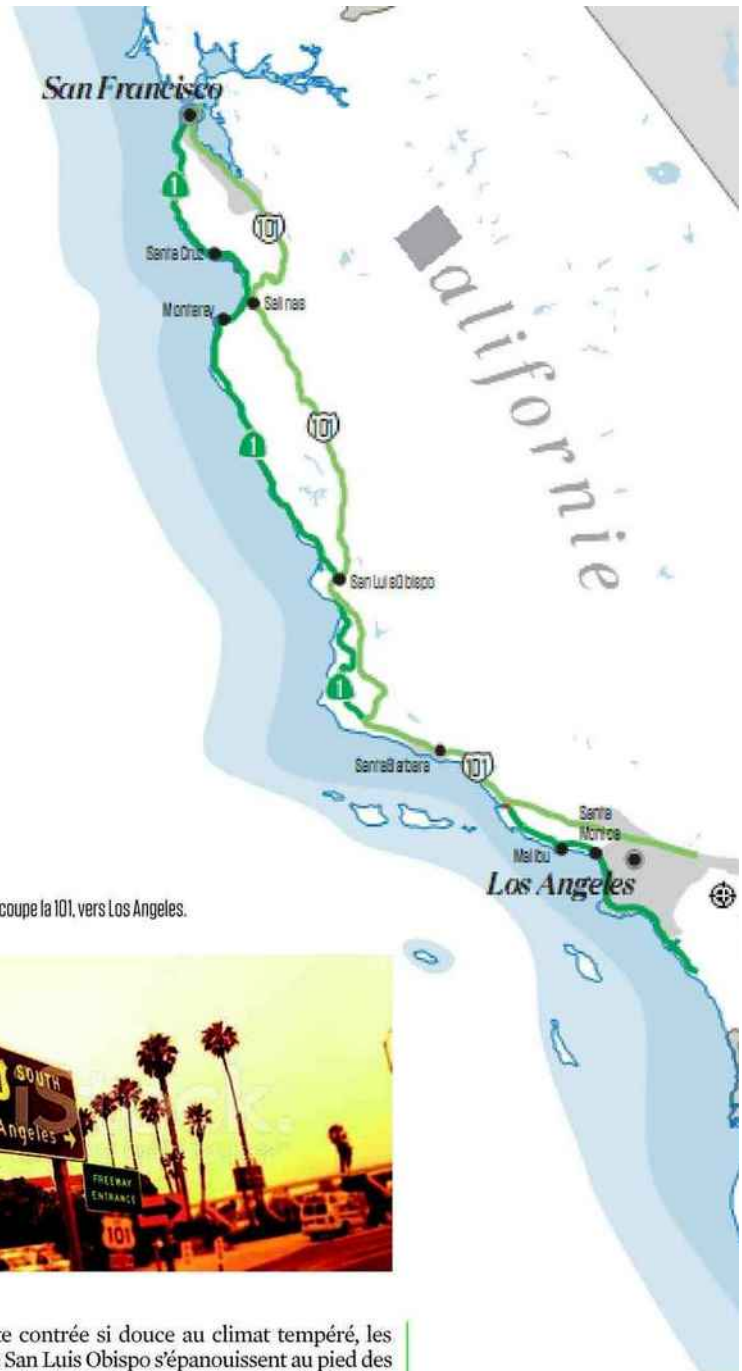 San Francisco
1
101
Santa Cruz
Monterey
Salinas
alifornie
101
1
San Luis Obispo
1
Santa Barbara
101
Santa
Monica
Malibu
Los Angeles
coupe la 101, vers Los Angeles.
SOUTH
Angeles
iStock.
FREEWAY
ENTRANCE
101
te contrée si douce au climat tempéré, les
San Luis Obispo s'épanouissent au pied des